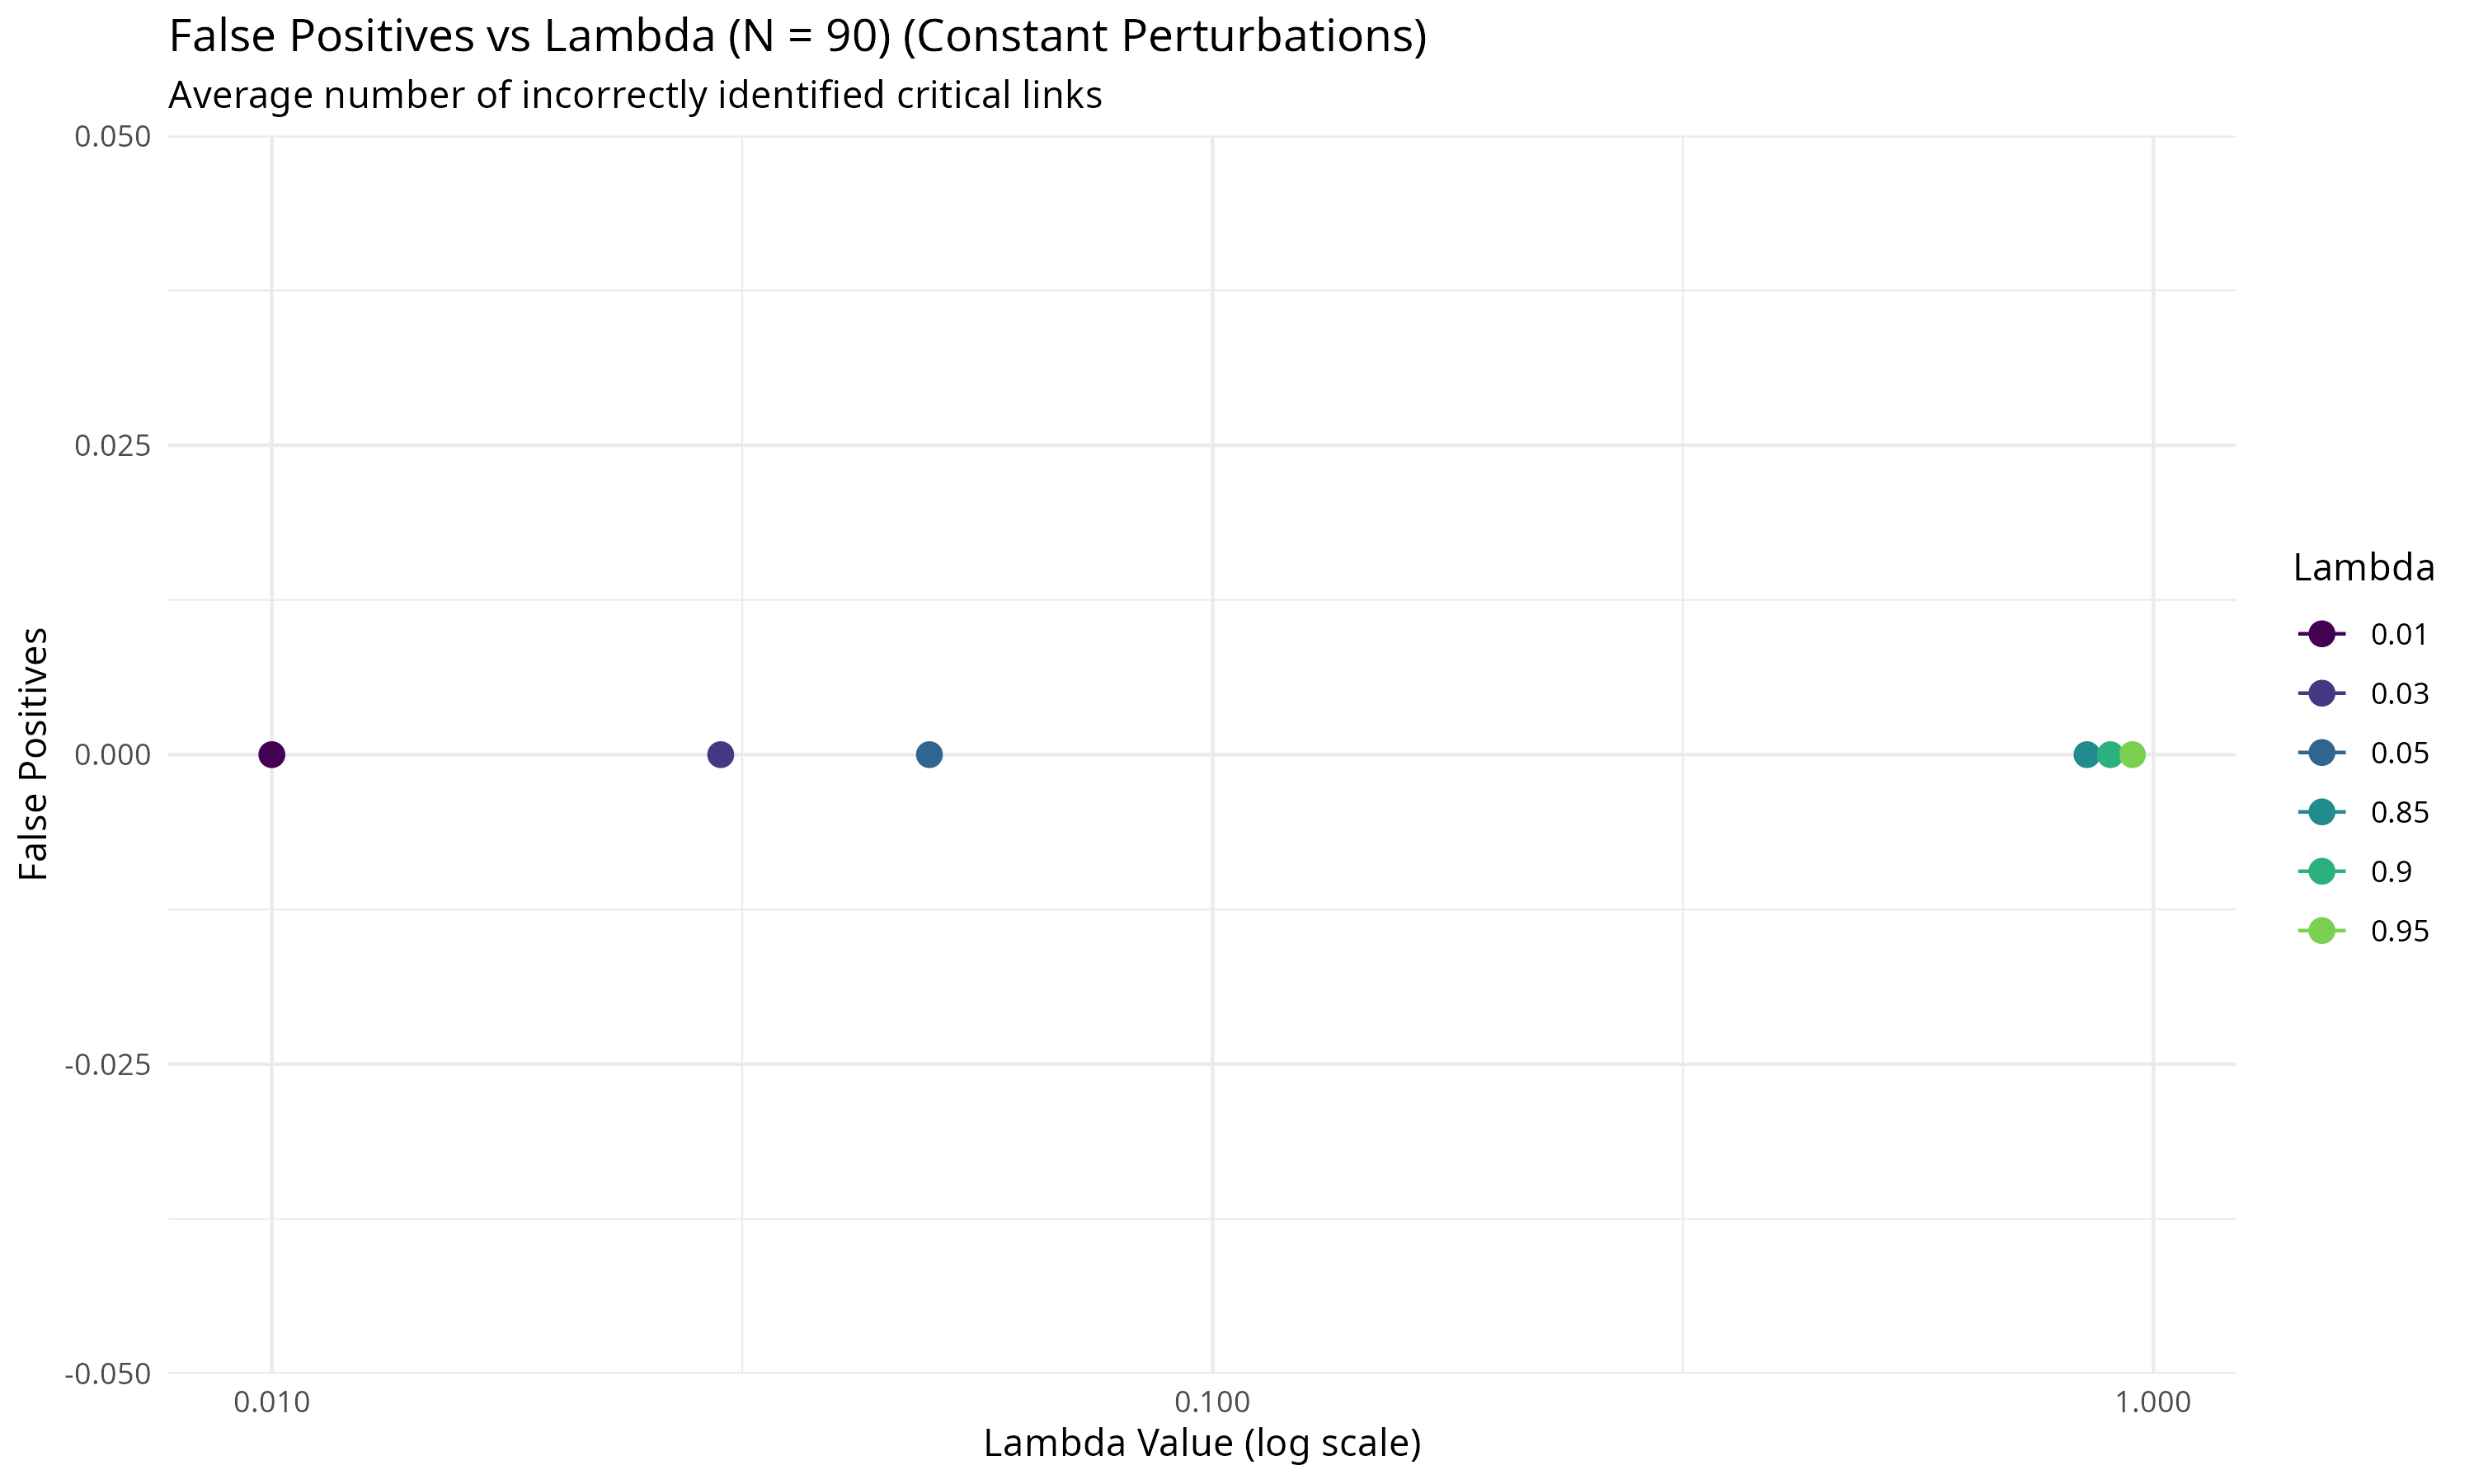 False Positives vs Lambda (N = 90) (Constant Perturbations)
Average number of incorrectly identified critical links
0.050
0.025
0.000
-0.025
-0.050
False Positives
0.010
0.100
1.000
Lambda Value (log scale)
Lambda
0.01
0.03
0.05
0.85
0.9
0.95